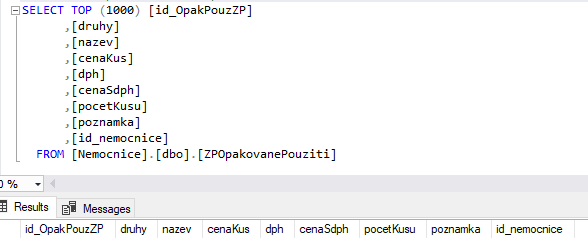 SELECT TOP (1000) [id_OpakPouzZP]
,[druhy]
,[nazev]
,[cenaKus]
,[dph]
,[cenaSdph]
,[pocetKusu]
,[poznamka]
,[id_nemocnice]
FROM [Nemocnice].[dbo].[ZPOpakovanePouziti]
0 %
Results Messages
id_OpakPouzZP druhy nazev cenaKus dph cenaSdph pocetKusu poznamka id_nemocnice